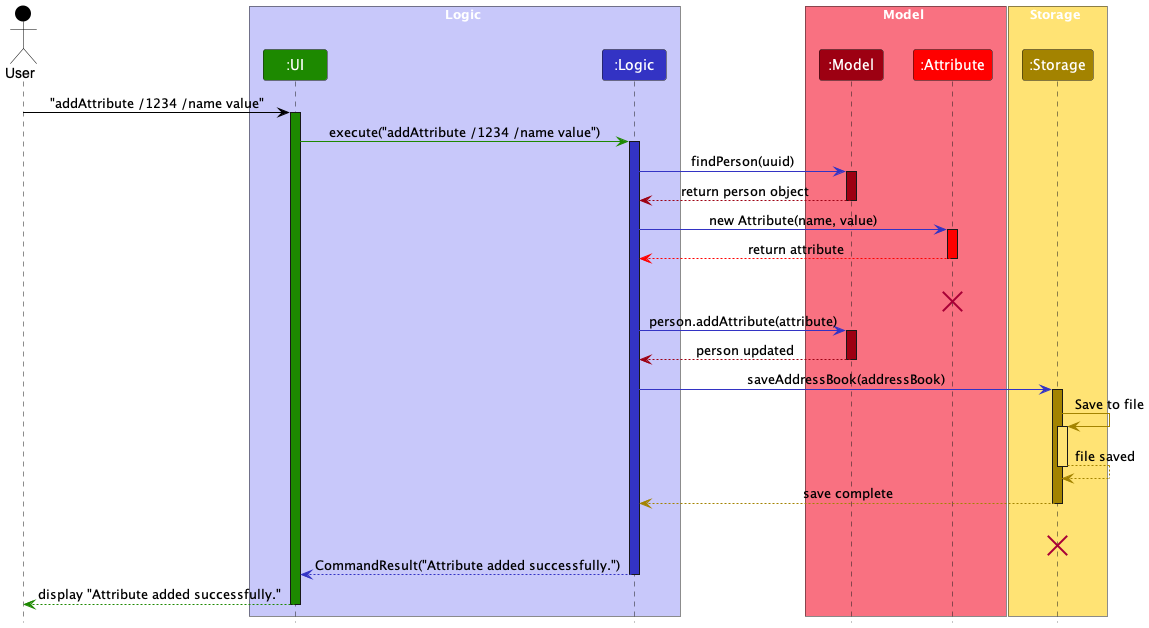 Logic
Model
Storage
User
:UI
:Logic
:Model
:Attribute
:Storage
"addAttribute /1234 /name value"
execute("addAttribute /1234 /name value")
findPerson(uuid)
return person object
new Attribute(name, value)
return attribute
person.addAttribute(attribute)
person updated
saveAddressBook(addressBook)
Save to file
file saved
save complete
CommandResult("Attribute added successfully.")
display "Attribute added successfully."